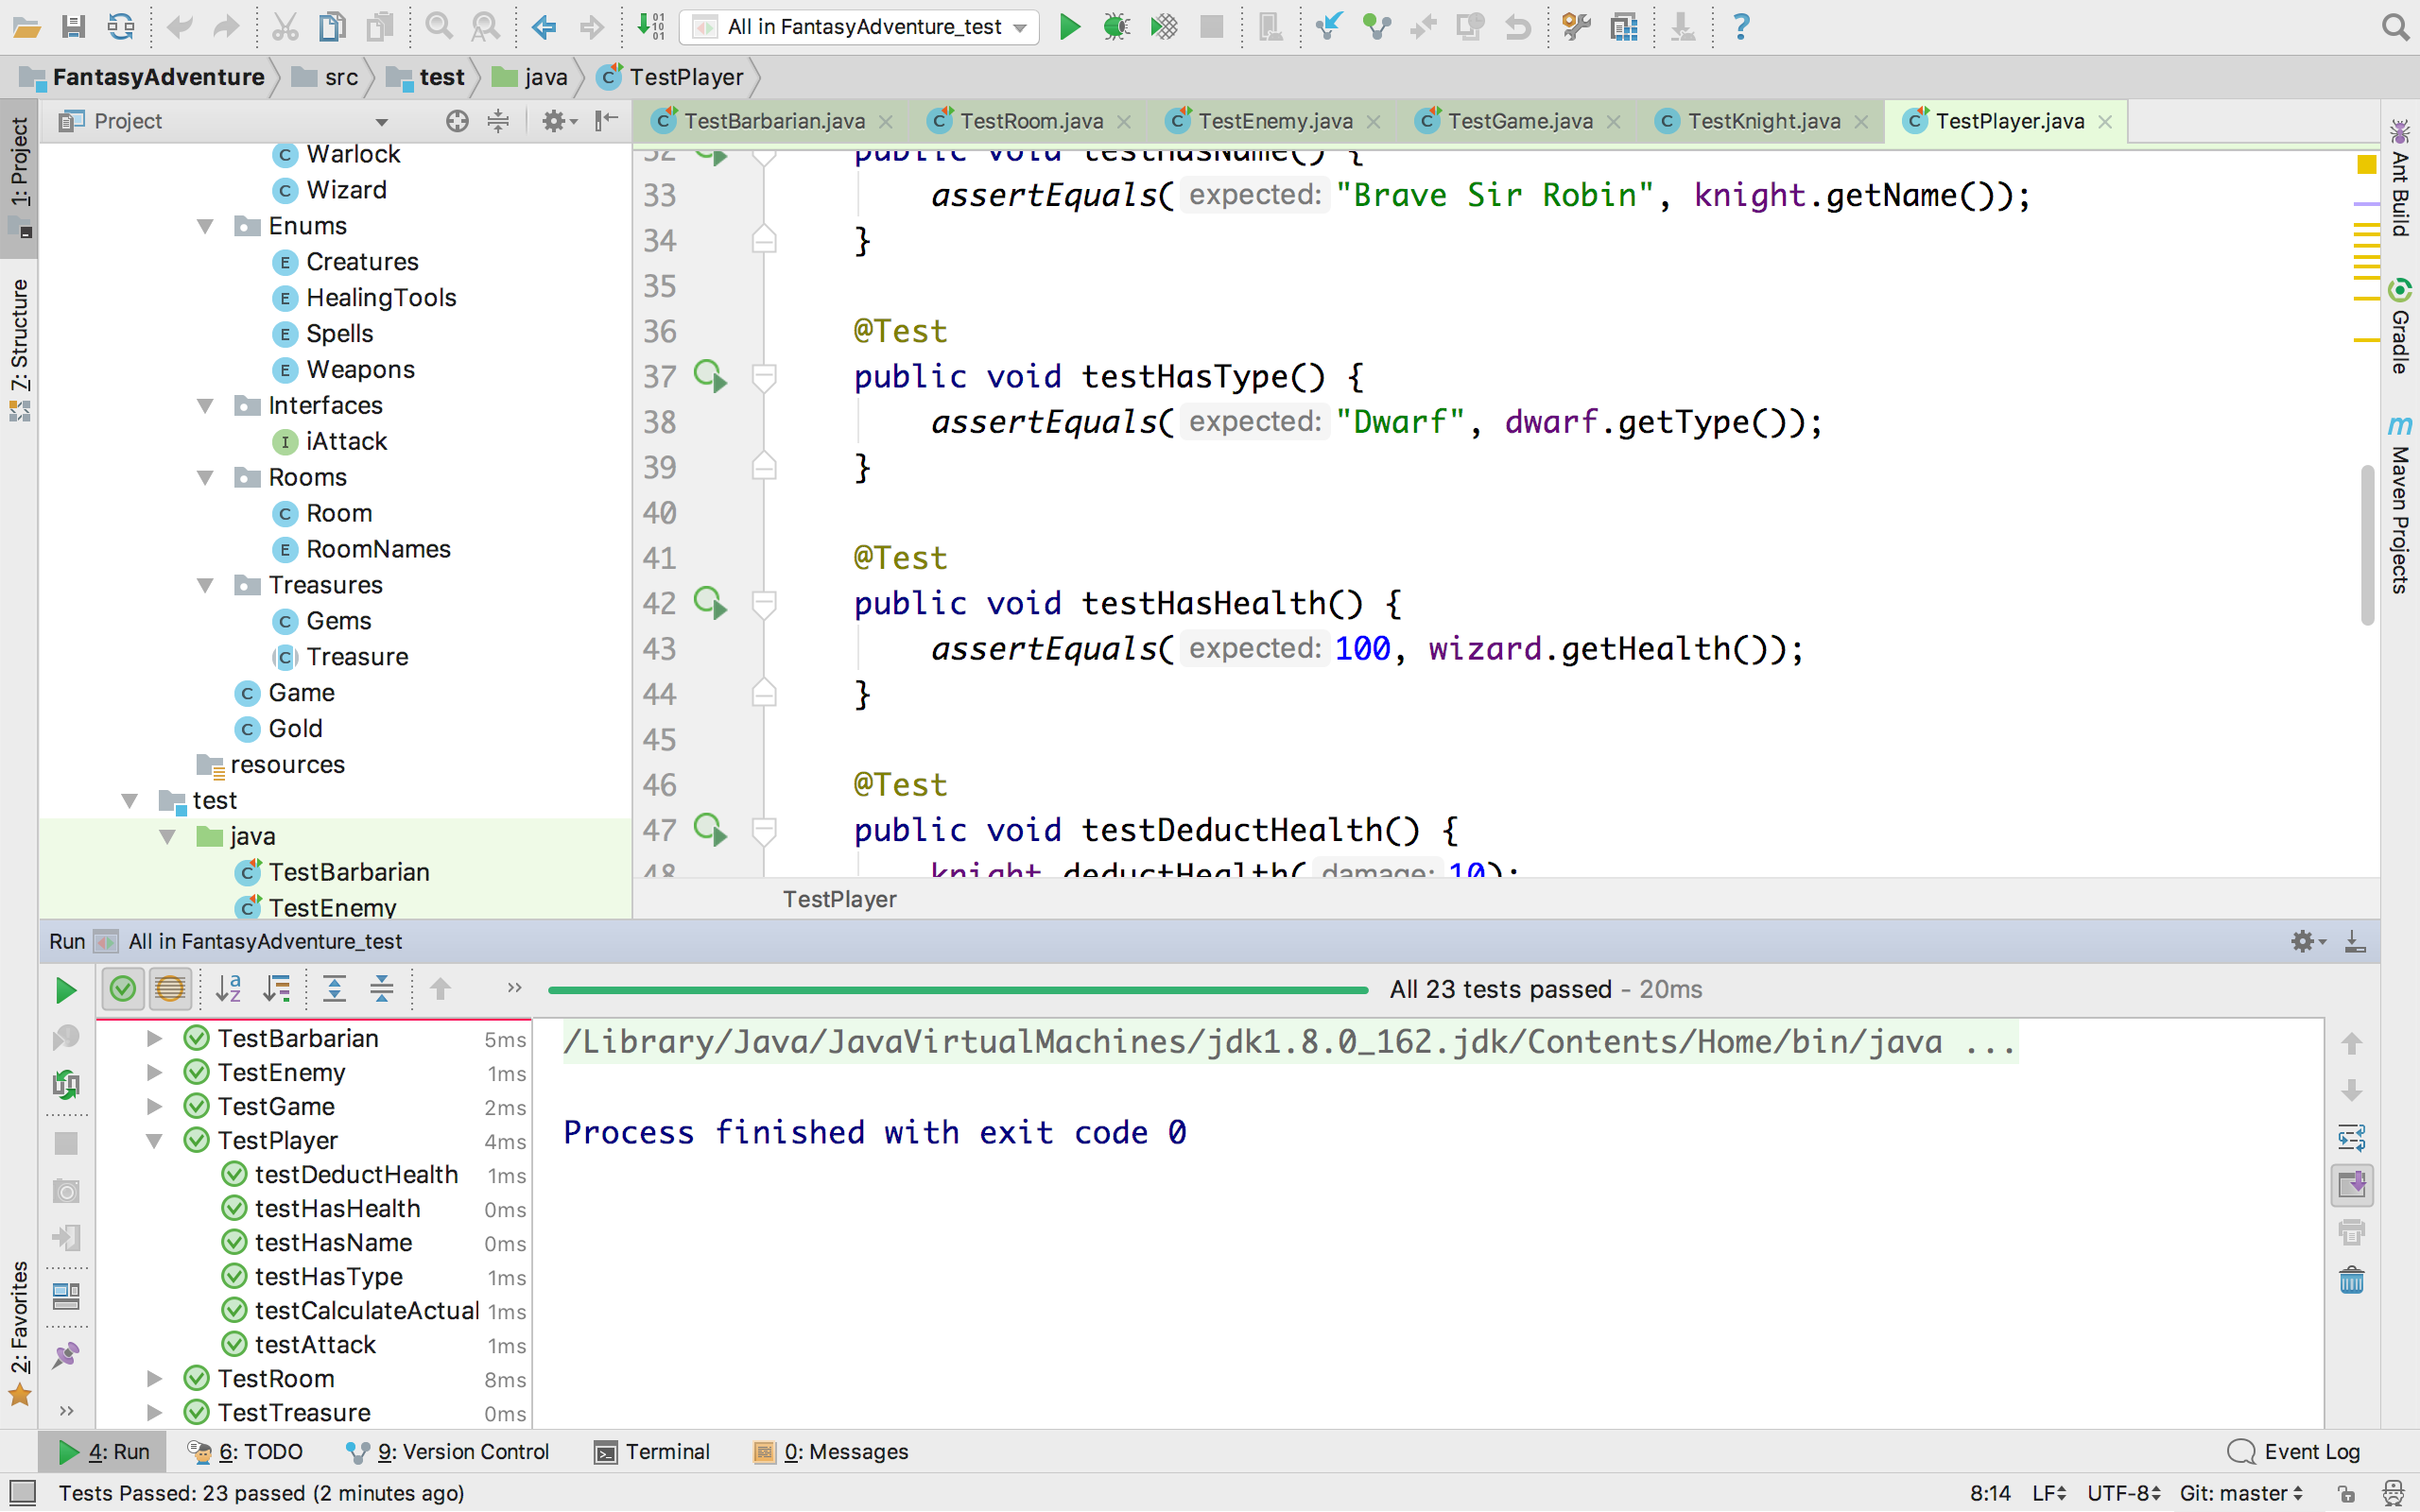 All in FantasyAdventure_test
FantasyAdventure src test java TestPlayer
1: Project
7: Structure
2: Favorites
Project
Warlock
Wizard
Enums
Creatures
HealingTools
Spells
Weapons
Interfaces
iAttack
Rooms
Room
RoomNames
Treasures
Gems
Treasure
Game
Gold
resources
test
java
TestBarbarian
TestEnemy
TestBarbarian.java TestRoom.java TestEnemy.java TestGame.java TestKnight.java TestPlayer.java
32 public void testHasName() {
33 assertEquals( expected: "Brave Sir Robin", knight.getName());
34 }
35
36 @Test
37 public void testHasType() {
38 assertEquals( expected: "Dwarf", dwarf.getType());
39 }
40
41 @Test
42 public void testHasHealth() {
43 assertEquals( expected: 100, wizard.getHealth());
44 }
45
46 @Test
47 public void testDeductHealth() {
48 knight.deductHealth( damage: 10);
TestPlayer
Ant Build
Gradle
Maven Projects
Run All in FantasyAdventure_test
All 23 tests passed - 20ms
TestBarbarian 5ms
TestEnemy 1ms
TestGame 2ms
TestPlayer 4ms
testDeductHealth 1ms
testHasHealth 0ms
testHasName 0ms
testHasType 1ms
testCalculateActual 1ms
testAttack 1ms
TestRoom 8ms
TestTreasure 0ms
/Library/Java/JavaVirtualMachines/jdk1.8.0_162.jdk/Contents/Home/bin/java ...
Process finished with exit code 0
4: Run 6: TODO 9: Version Control Terminal 0: Messages Event Log
Tests Passed: 23 passed (2 minutes ago) 8:14 LF UTF-8 Git: master